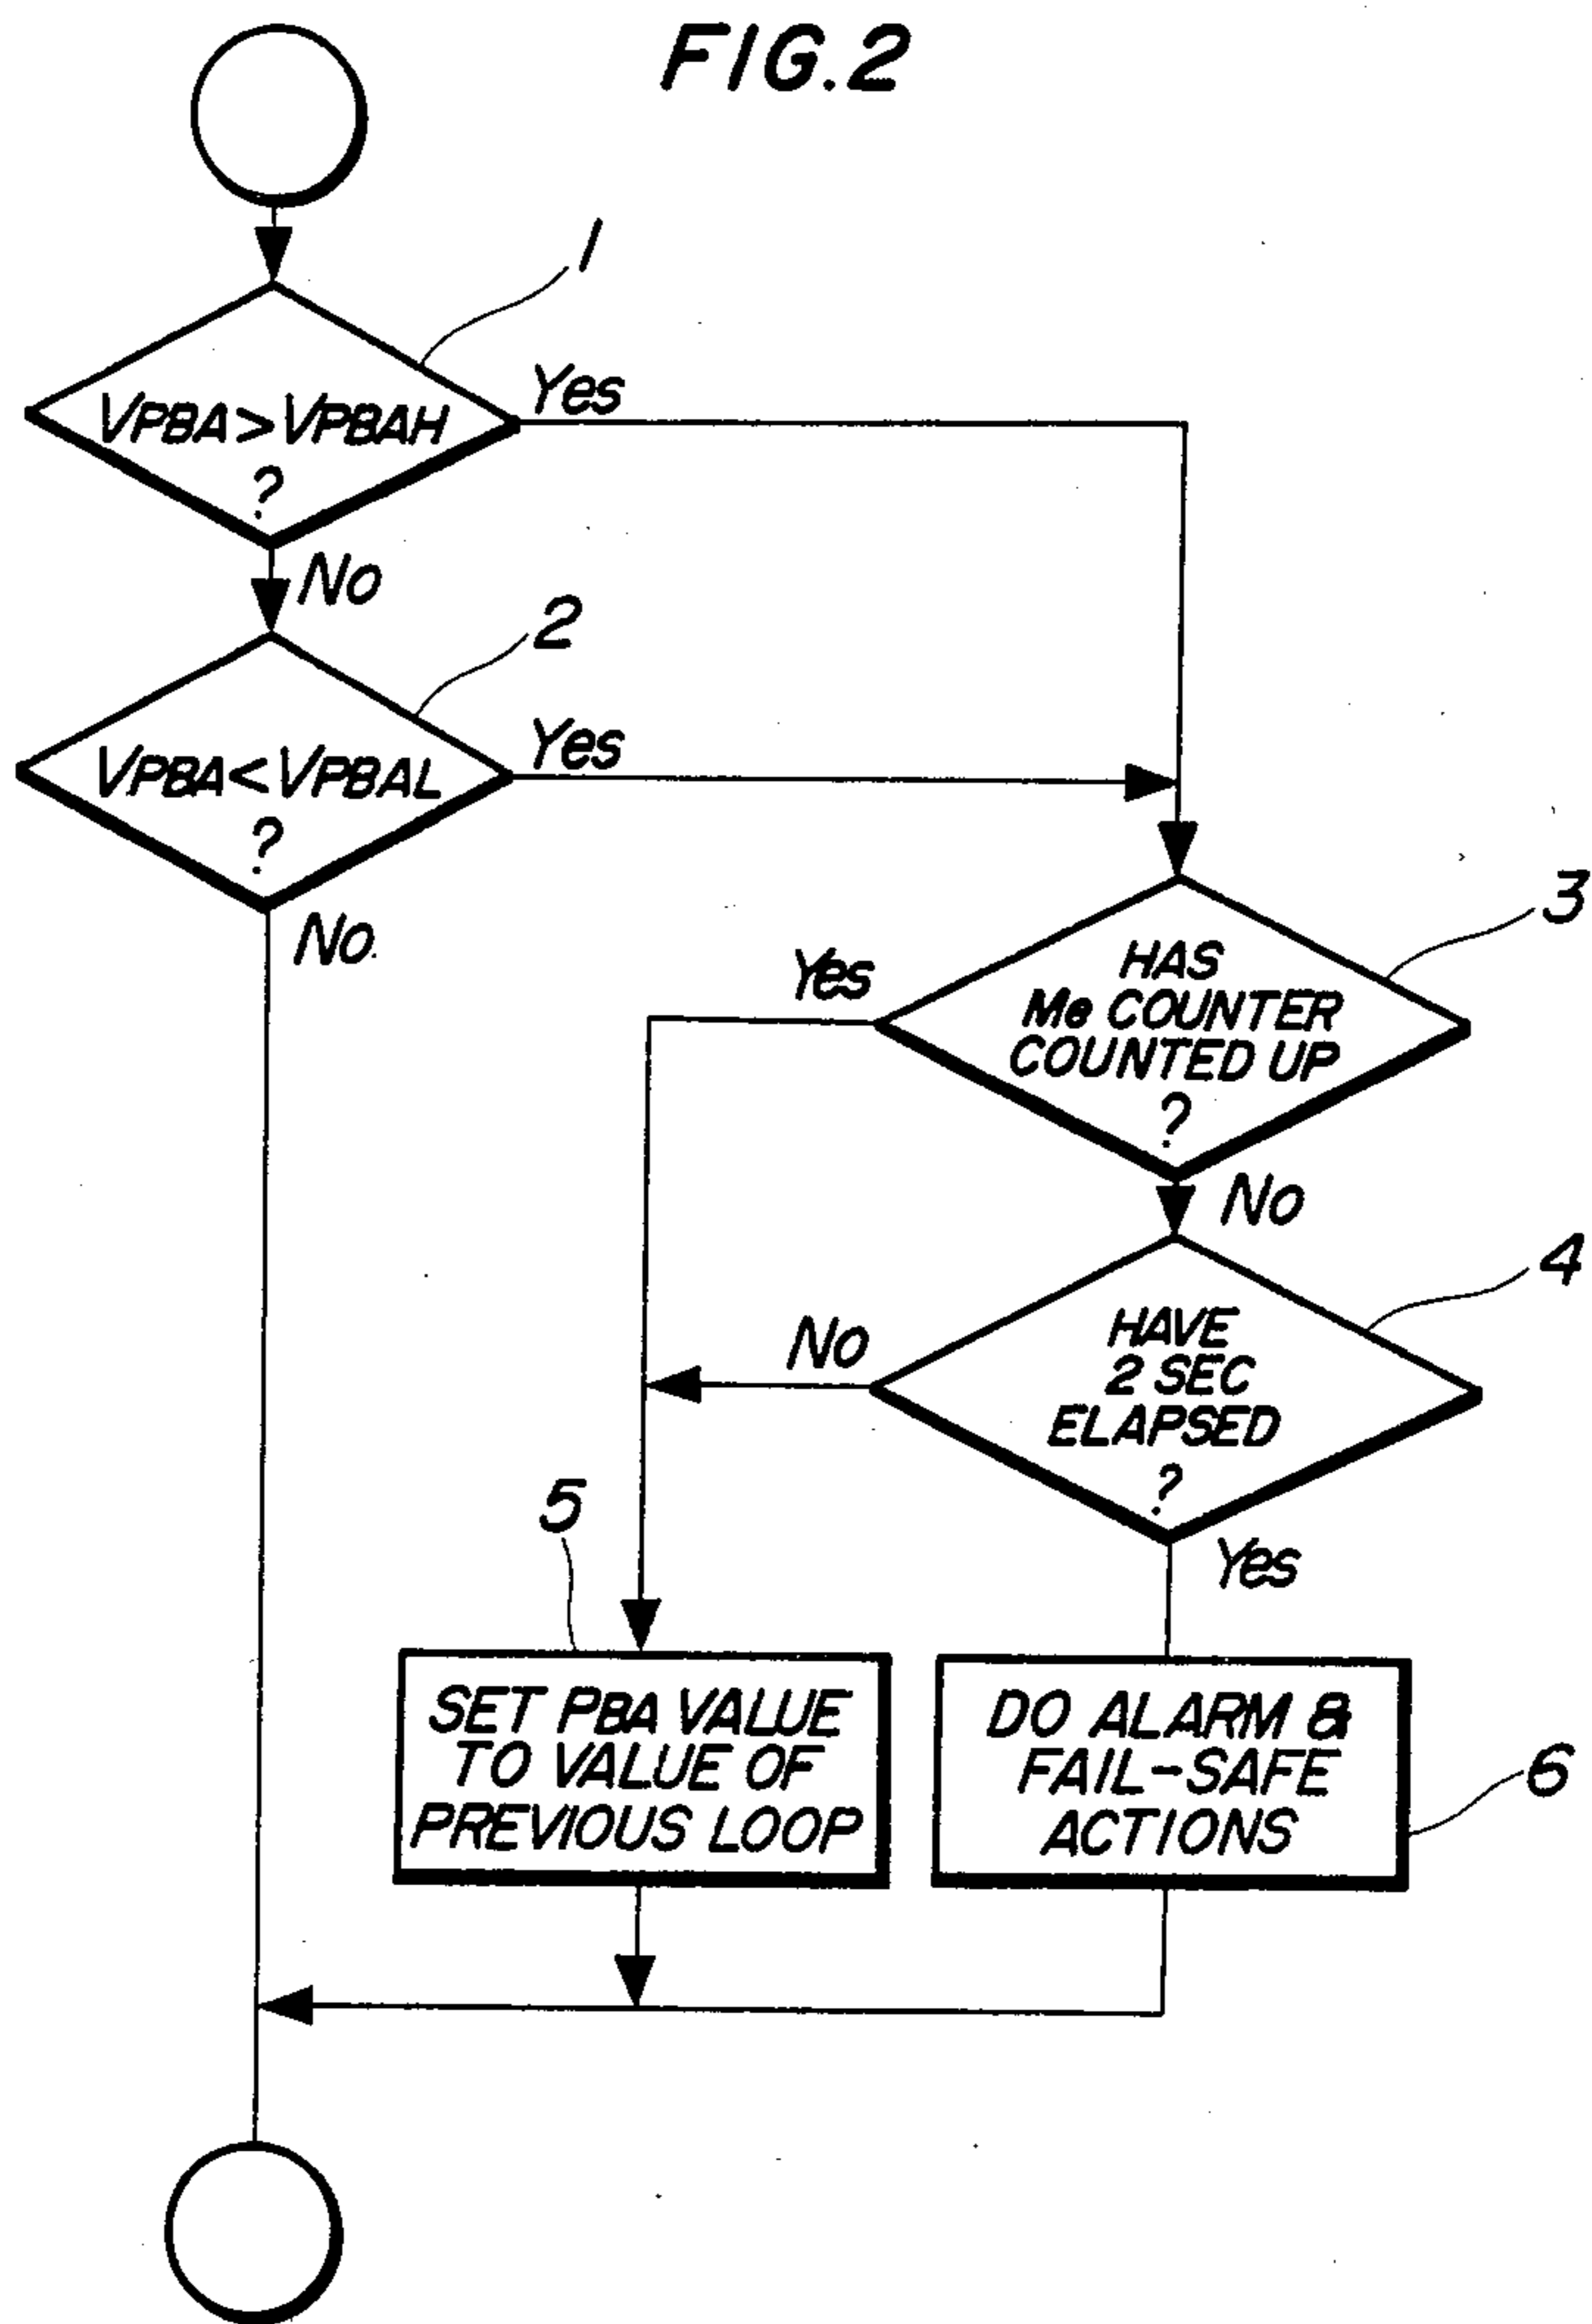 FIG.2
1
VPBA>VPBAH
?
Yes
No
2
VPBA<VPBAL
?
Yes
No.
3
HAS
Me COUNTER
COUNTED UP
?
Yes
No
4
HAVE
2 SEC
ELAPSED
?
No
Yes
5
SET PBA VALUE
TO VALUE OF
PREVIOUS LOOP
DO ALARM &
FAIL-SAFE
ACTIONS
6